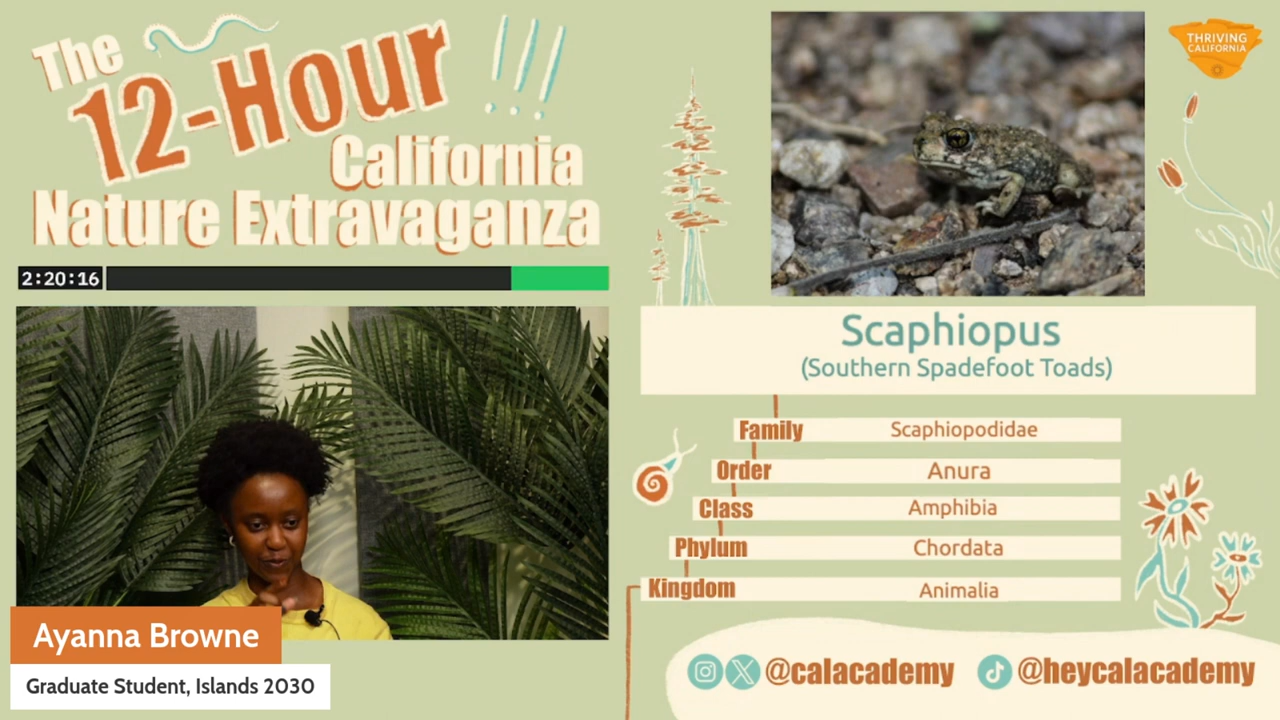 The
12-Hour!!!
California
Nature Extravaganza
2:20:16
Ayanna Browne
Graduate Student, Islands 2030
THRIVING
CALIFORNIA
Scaphiopus
(Southern Spadefoot Toads)
Family Scaphiopodidae
Order Anura
Class Amphibia
Phylum Chordata
Kingdom Animalia
@calacademy @heycalacademy